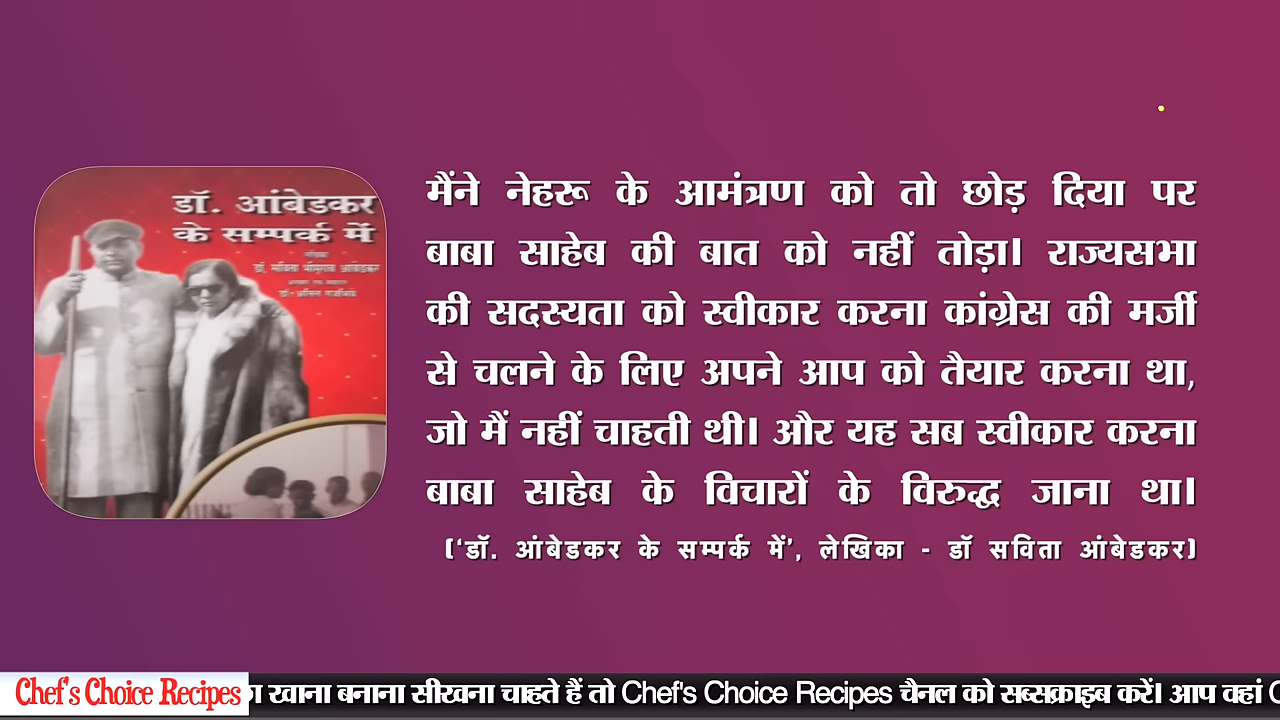 डॉ. आंबेडकर
के सम्पर्क में
मैंने नेहरू के आमंत्रण को तो छोड़ दिया पर
बाबा साहेब की बात को नहीं तोड़ा। राज्यसभा
की सदस्यता को स्वीकार करना कांग्रेस की मर्जी
से चलने के लिए अपने आप को तैयार करना था,
जो मैं नहीं चाहती थी। और यह सब स्वीकार करना
बाबा साहेब के विचारों के विरुद्ध जाना था।
('डॉ. आंबेडकर के सम्पर्क में', लेखिका - डॉ सविता आंबेडकर)
Chef's Choice Recipes
खाना बनाना सीखना चाहते हैं तो Chef's Choice Recipes चैनल को सब्सक्राइब करें। आप वहां